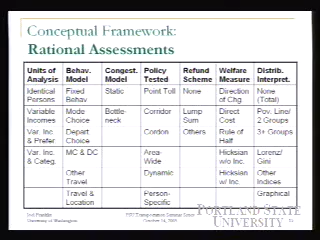 Conceptual Framework:
Rational Assessments
Units of Analysis | Behav. Model | Congest. Model | Policy Tested | Refund Scheme | Welfare Measure | Distrib. Interpret.
Identical Persons | Fixed Behav | Static | Point Toll | None | Direction of Chg | None (Total)
Variable Incomes | Mode Choice | Bottle-neck | Corridor | Lump Sum | Direct Cost | Pov. Line/ 2 Groups
Var. Inc & Prefer | Depart Choice | Cordon | Others | Rule of Half | 3+ Groups
Var. Inc. & Categ. | MC & DC | Area-Wide | Hicksian w/o Inc. | Lorenz/ Gini
Other Travel | Dynamic | Hicksian w/ Inc. | Other Indices
Travel & Location | Person-Specific | Graphical
PORTLAND STATE
University of Washington
UNIVERSITY